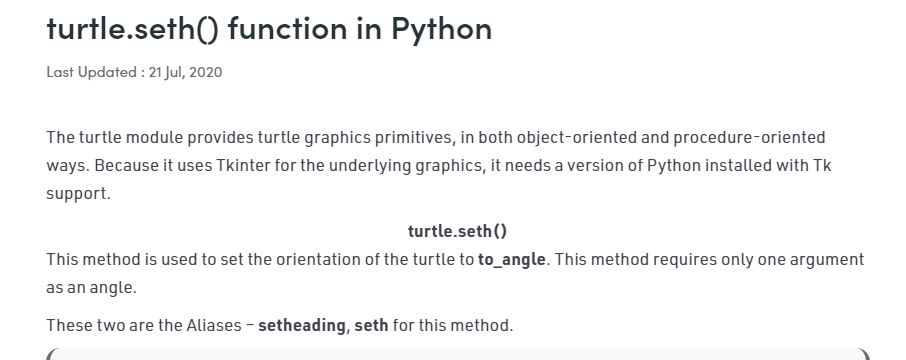 turtle.seth() function in Python
Last Updated : 21 Jul, 2020
The turtle module provides turtle graphics primitives, in both object-oriented and procedure-oriented
ways. Because it uses Tkinter for the underlying graphics, it needs a version of Python installed with Tk
support.
turtle.seth()
This method is used to set the orientation of the turtle to to_angle. This method requires only one argument
as an angle.
These two are the Aliases – setheading, seth for this method.